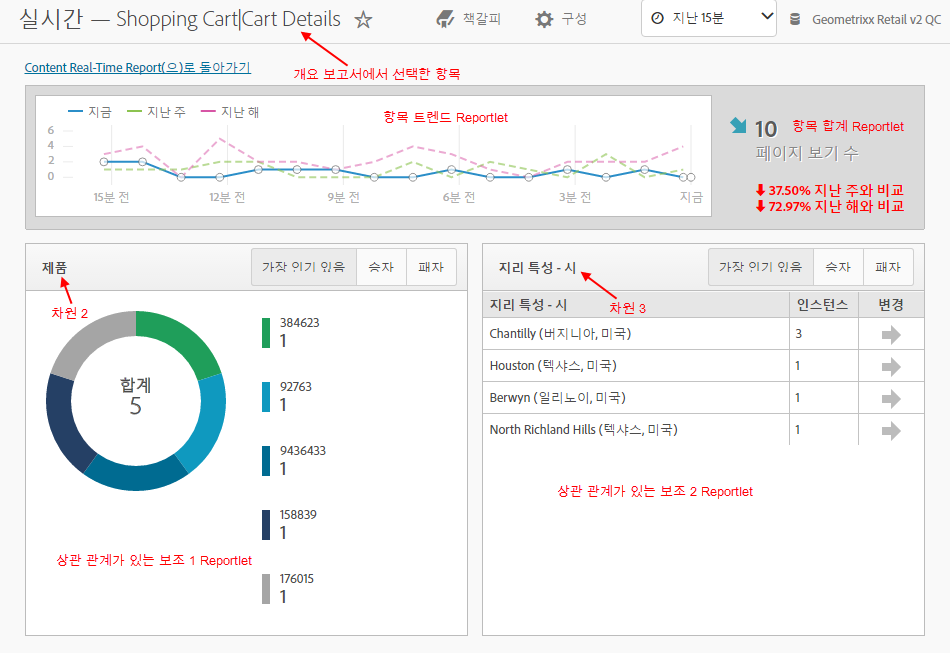 실시간 — Shopping Cart|Cart Details
책갈피
구성
지난 15분
Geometrixx Retail v2 QC
Content Real-Time Report(으)로 돌아가기
개요 보고서에서 선택한 항목
지금
지난 주
지난 해
항목 트렌드 Reportlet
6
4
2
0
15분 전
12분 전
9분 전
6분 전
3분 전
지금
10
항목 합계 Reportlet
페이지 보기 수
37.50% 지난 주와 비교
72.97% 지난 해와 비교
제품
가장 인기 있음
승자
패자
차원 2
합계
5
384623
1
92763
1
9436433
1
158839
1
176015
1
상관 관계가 있는 보조 1 Reportlet
지리 특성 - 시
가장 인기 있음
승자
패자
차원 3
지리 특성 - 시 인스턴스 변경
Chantilly (버지니아, 미국) 3
Houston (텍사스, 미국) 1
Berwyn (일리노이, 미국) 1
North Richland Hills (텍사스, 미국) 1
상관 관계가 있는 보조 2 Reportlet